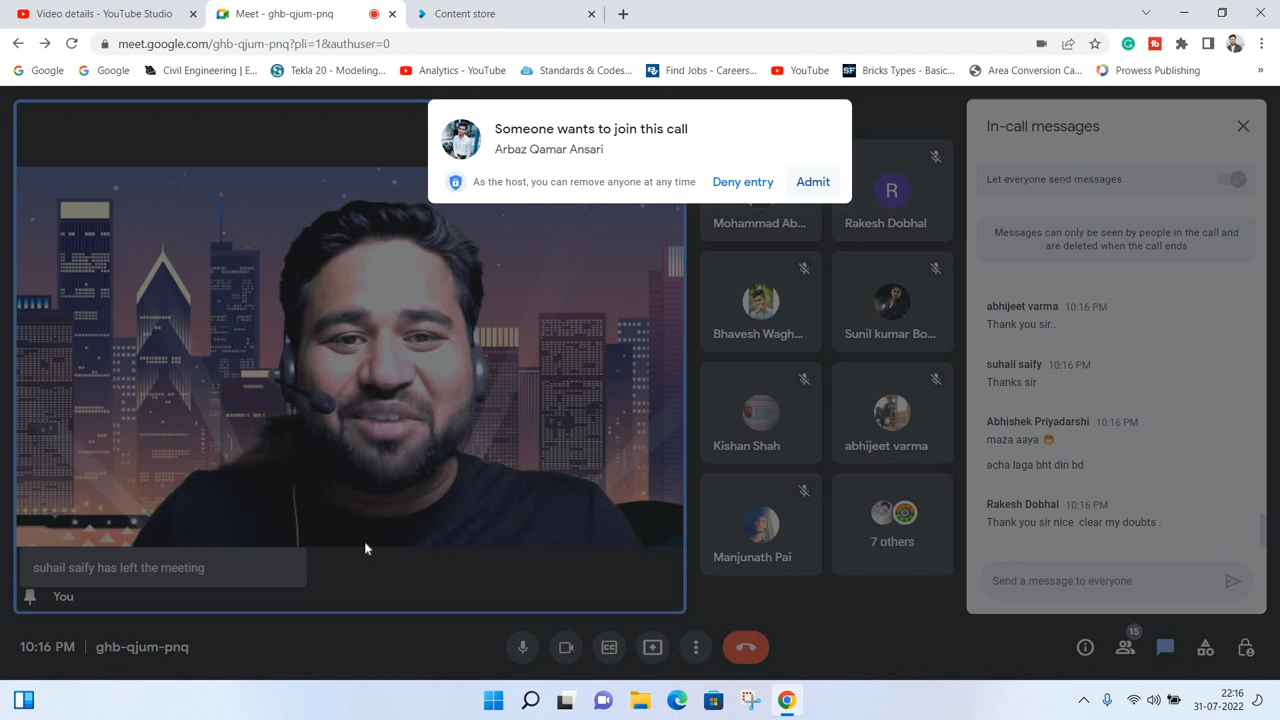 Video details - YouTube Studio
Meet - ghb-qjum-pnq
Content store
meet.google.com/ghb-qjum-pnq?pli=1&authuser=0
Google
Google
Civil Engineering | E...
Tekla 20 - Modeling...
Analytics - YouTube
Standards & Codes...
Find Jobs - Careers...
YouTube
SF
Bricks Types - Basic...
Area Conversion Ca...
Prowess Publishing
»
Someone wants to join this call
Arbaz Qamar Ansari
As the host, you can remove anyone at any time
Deny entry
Admit
Mohammad Ab...
R
Rakesh Dobhal
Bhavesh Wagh...
Sunil kumar Bo...
Kishan Shah
abhijeet varma
Manjunath Pai
7 others
In-call messages
Let everyone send messages
Messages can only be seen by people in the call and
are deleted when the call ends
abhijeet varma 10:16 PM
Thank you sir..
suhail saify 10:16 PM
Thanks sir
Abhishek Priyadarshi 10:16 PM
maza aaya 😁
acha laga bht din bd
Rakesh Dobhal 10:16 PM
Thank you sir nice clear my doubts .
Send a message to everyone
suhail saify has left the meeting
You
10:16 PM | ghb-qjum-pnq
CC
15
22:16
31-07-2022